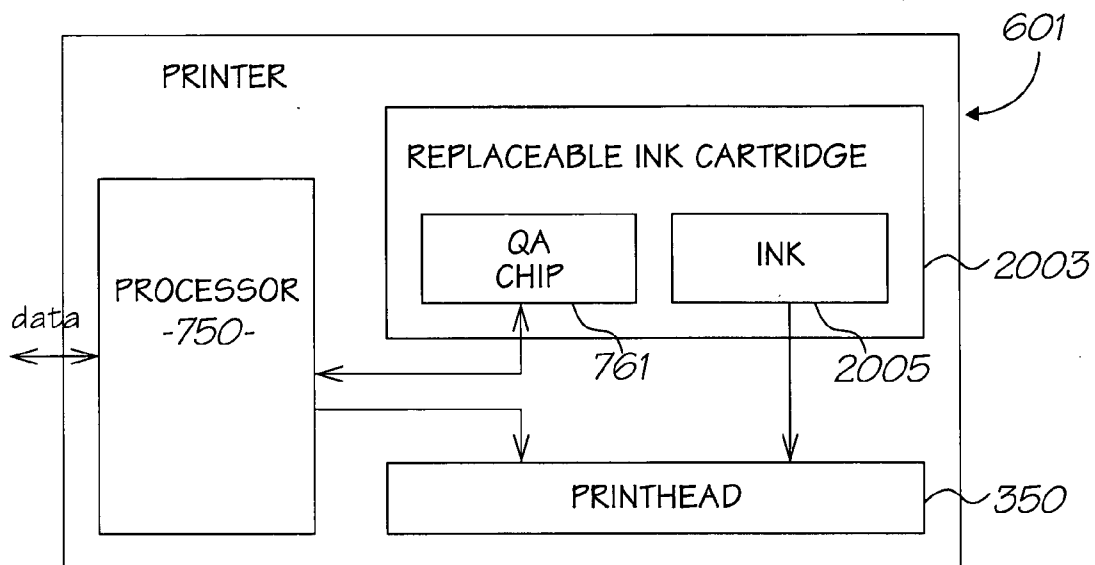 601
PRINTER
REPLACEABLE INK CARTRIDGE
QA
CHIP
INK
2003
PROCESSOR
-750-
data
761
2005
PRINTHEAD
350